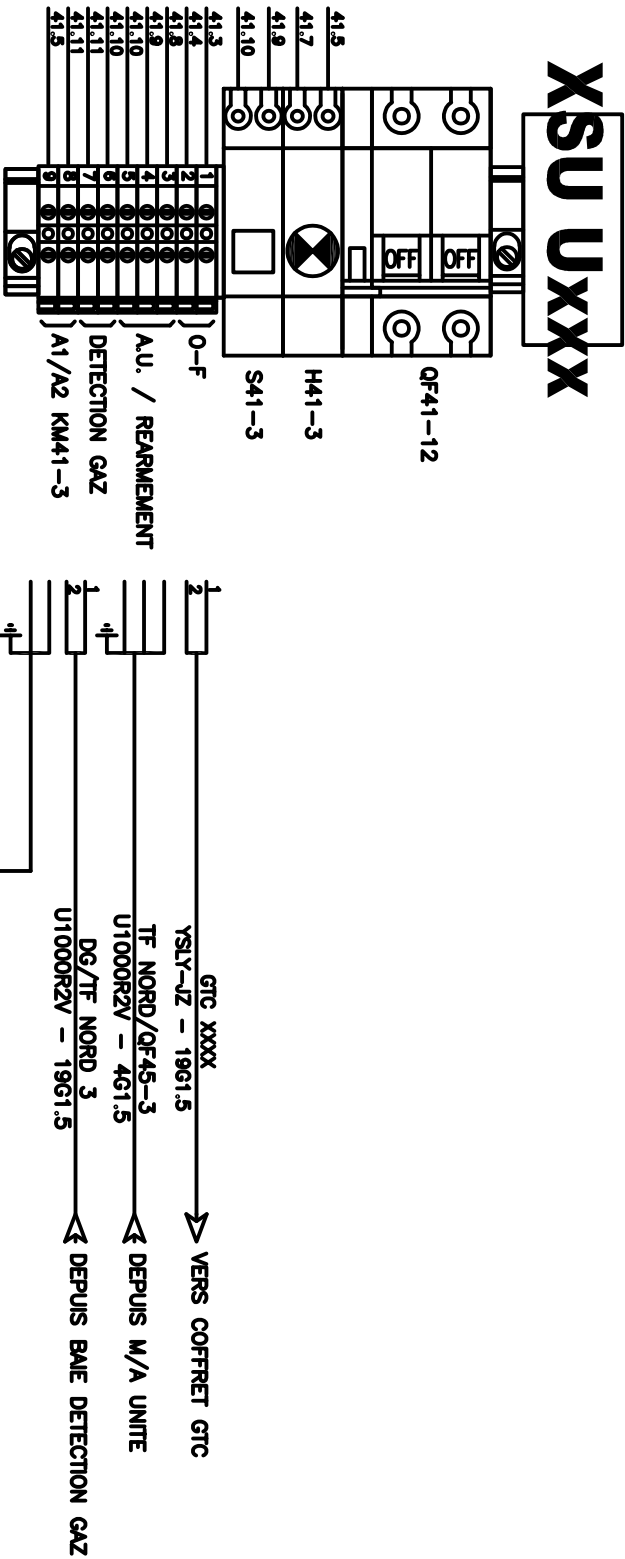 XSU Uxxx
OFF
OFF
QF41-12
H41-3
S41-3
41.5
41.7
41.9
41.10
41.3
41.4
41.8
41.9
41.10
41.10
41.11
41.11
41.5
1
2
3
4
5
6
7
8
9
O-F
A.U. / REARMEMENT
DETECTION GAZ
A1/A2 KM41-3
1
2
GTC XXXX
YSLY-JZ - 19G1.5
VERS COFFRET GTC
TF NORD/QF45-3
U1000R2V - 4G1.5
DEPUIS M/A UNITE
1
2
DG/TF NORD 3
U1000R2V - 19G1.5
DEPUIS BAIE DETECTION GAZ